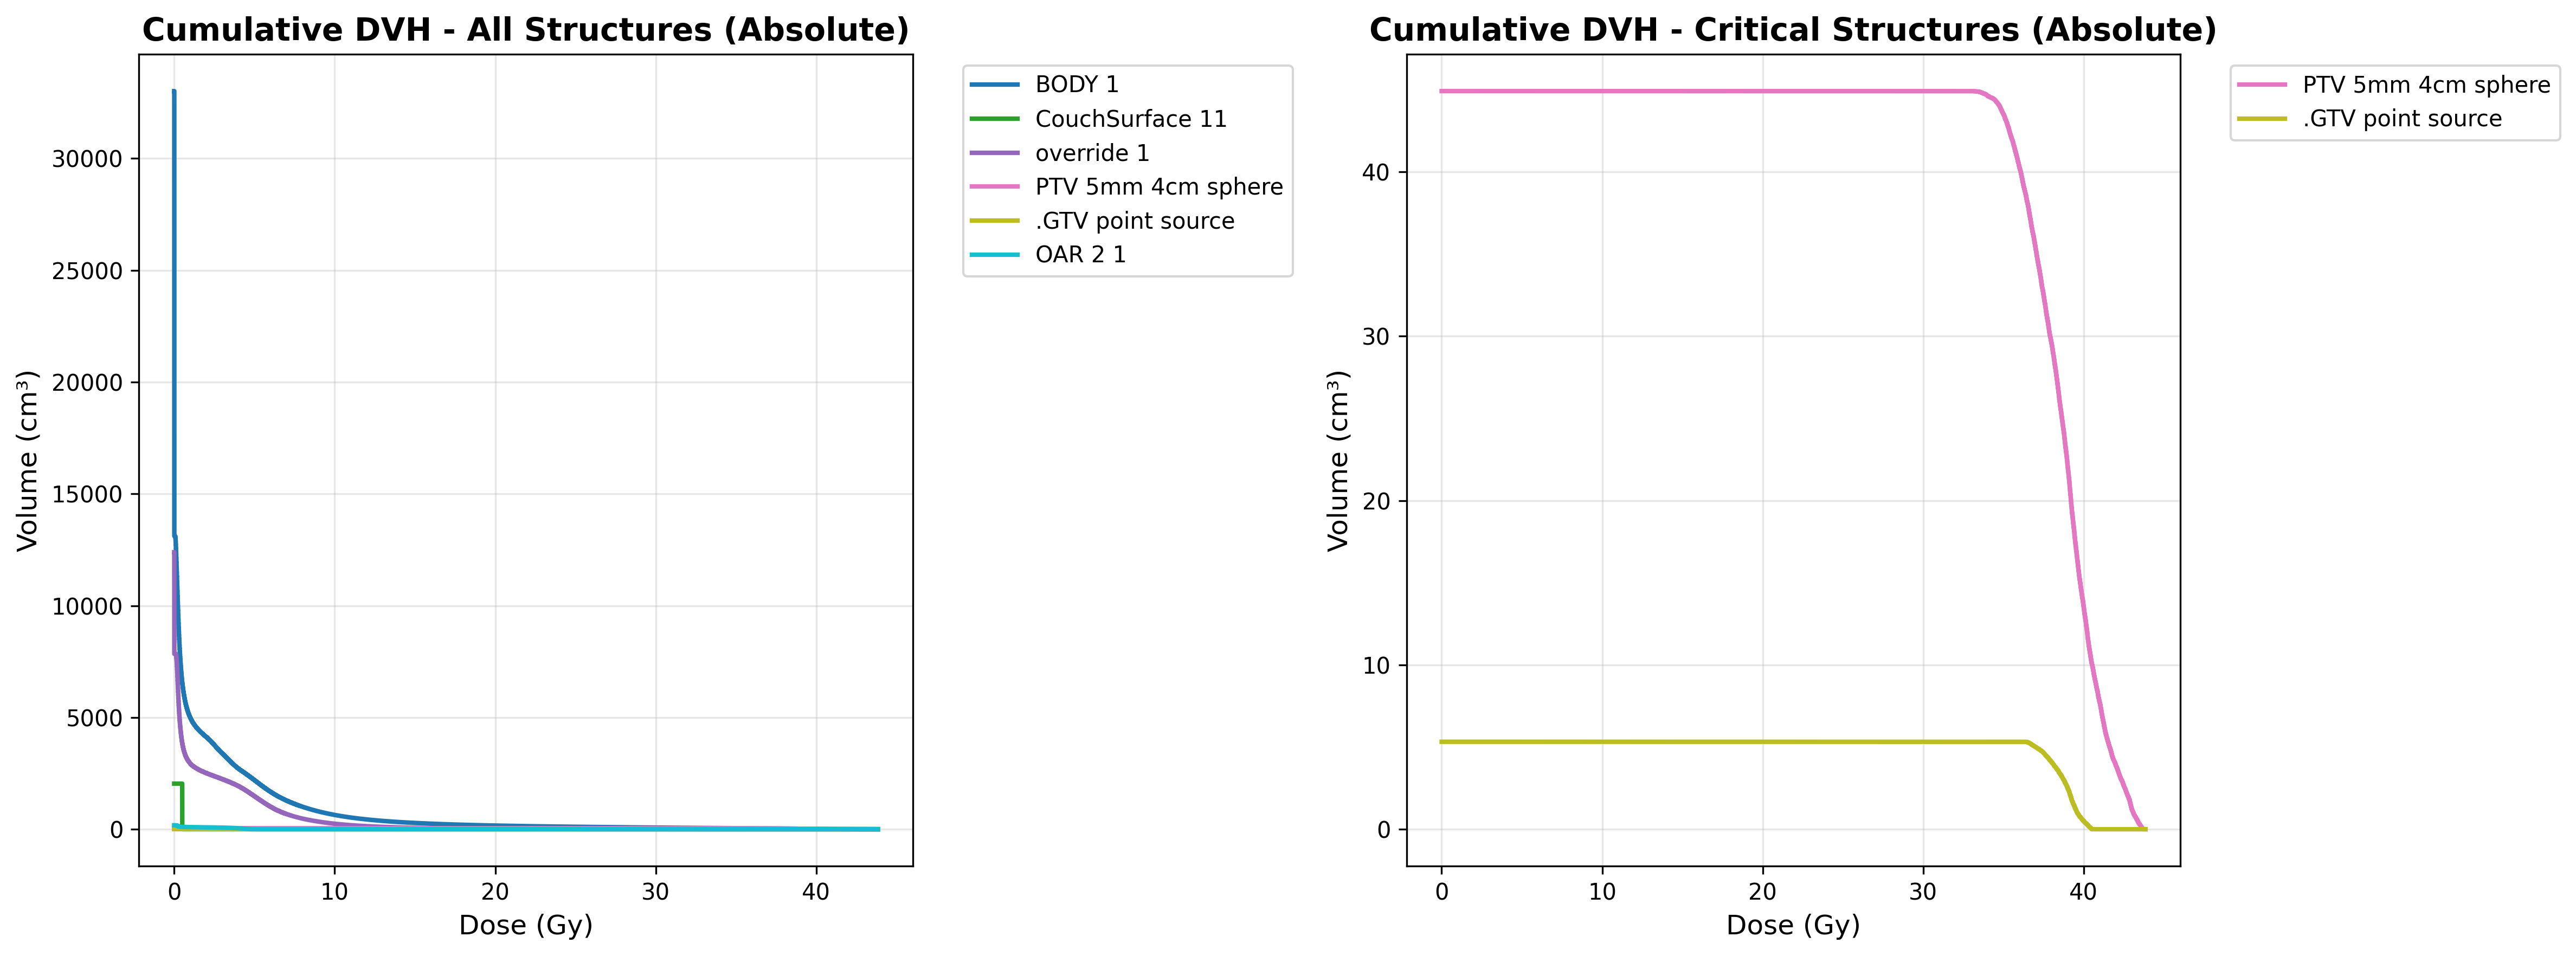 Cumulative DVH - All Structures (Absolute)
Volume (cm³)
30000
25000
20000
15000
10000
5000
0
0 10 20 30 40
Dose (Gy)
BODY 1
CouchSurface 11
override 1
PTV 5mm 4cm sphere
.GTV point source
OAR 2 1
Cumulative DVH - Critical Structures (Absolute)
Volume (cm³)
40
30
20
10
0
0 10 20 30 40
Dose (Gy)
PTV 5mm 4cm sphere
.GTV point source